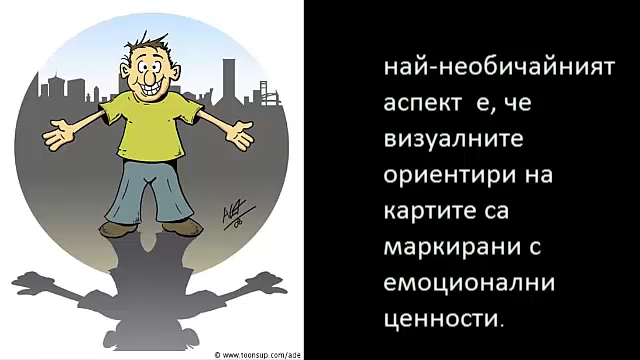 най-необичайният
аспект е, че
визуалните
ориентири на
картите са
маркирани с
емоционални
ценности.
© www.toonsup.com/ade